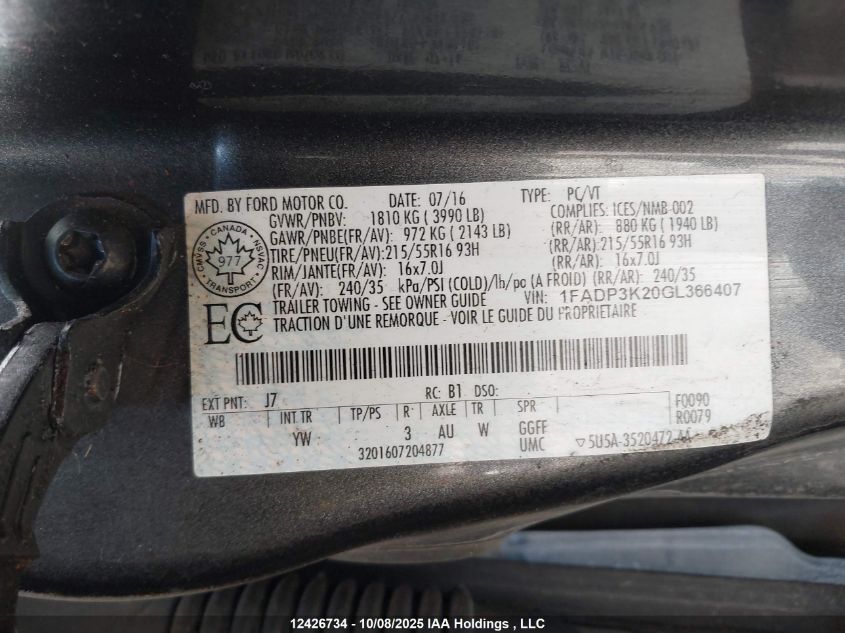 MFD. BY FORD MOTOR CO. DATE: 07/16 TYPE: PC/VT
GVWR/PNBV: 1810 KG ( 3990 LB) COMPLIES: ICES/NMB-002
GAWR/PNBE(FR/AV): 972 KG ( 2143 LB) (RR/AR): 880 KG ( 1940 LB)
TIRE/PNEU(FR/AV):215/55R16 93H (RR/AR):215/55R16 93H
RIM/JANTE(FR/AV): 16x7.0J (RR/AR): 16x7.0J
(FR/AV): 240/35 kPa/PSI (COLD)/lb/po (A FROID) (RR/AR): 240/35
TRAILER TOWING - SEE OWNER GUIDE VIN: 1FADP3K20GL366407
TRACTION D'UNE REMORQUE - VOIR LE GUIDE DU PROPRIÉTAIRE
CMVSS - CANADA - NSVAC
977
TRANSPORT
EC
EXT PNT: J7 RC: B1 DSO:
WB INT TR TP/PS R AXLE TR SPR F0090
YW 3 AU W GGFF R0079
3201607204877 UMC ▽5U5A-3520472-AA
12426734 - 10/08/2025 IAA Holdings , LLC